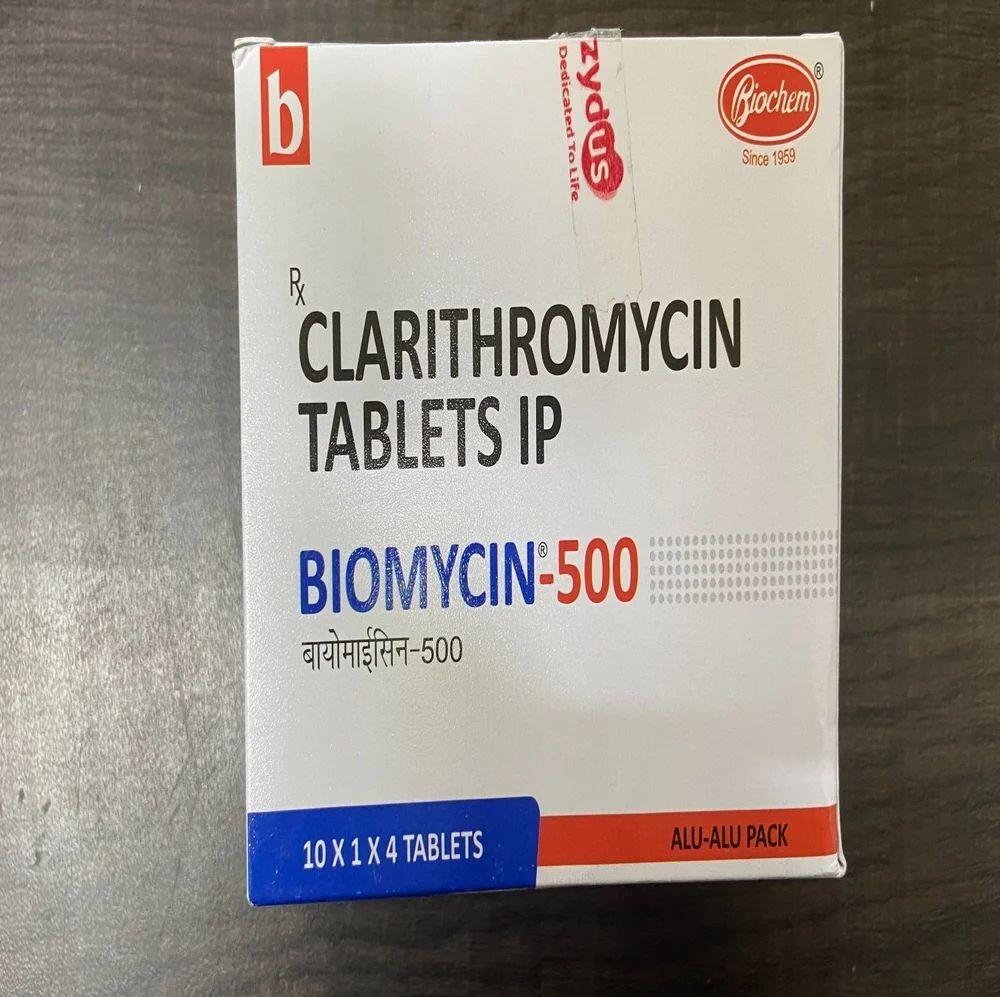 b
zydus
Dedicated To Life
Biochem®
Since 1959
Rx
CLARITHROMYCIN
TABLETS IP
BIOMYCIN®-500
बायोमाईसिन-500
10 X 1 X 4 TABLETS
ALU-ALU PACK